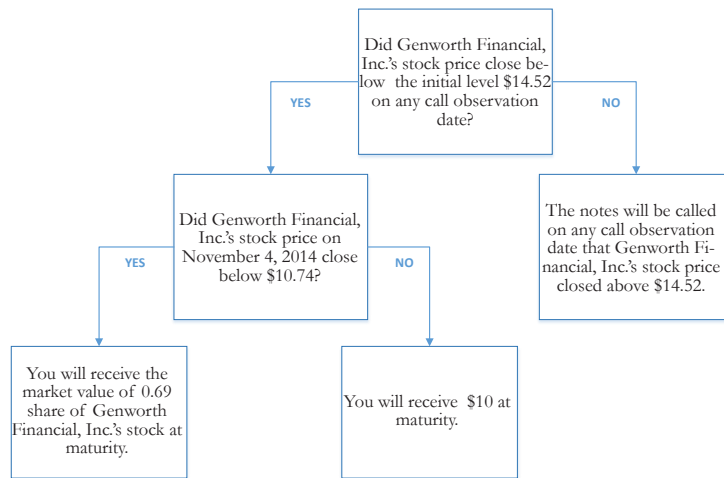 Did Genworth Financial,
Inc.'s stock price close be-
low the initial level $14.52
on any call observation
date?
YES
NO
Did Genworth Financial,
Inc.'s stock price on
November 4, 2014 close
below $10.74?
The notes will be called
on any call observation
date that Genworth Fi-
nancial, Inc.'s stock price
closed above $14.52.
YES
NO
You will receive the
market value of 0.69
share of Genworth
Financial, Inc.'s stock at
maturity.
You will receive $10 at
maturity.